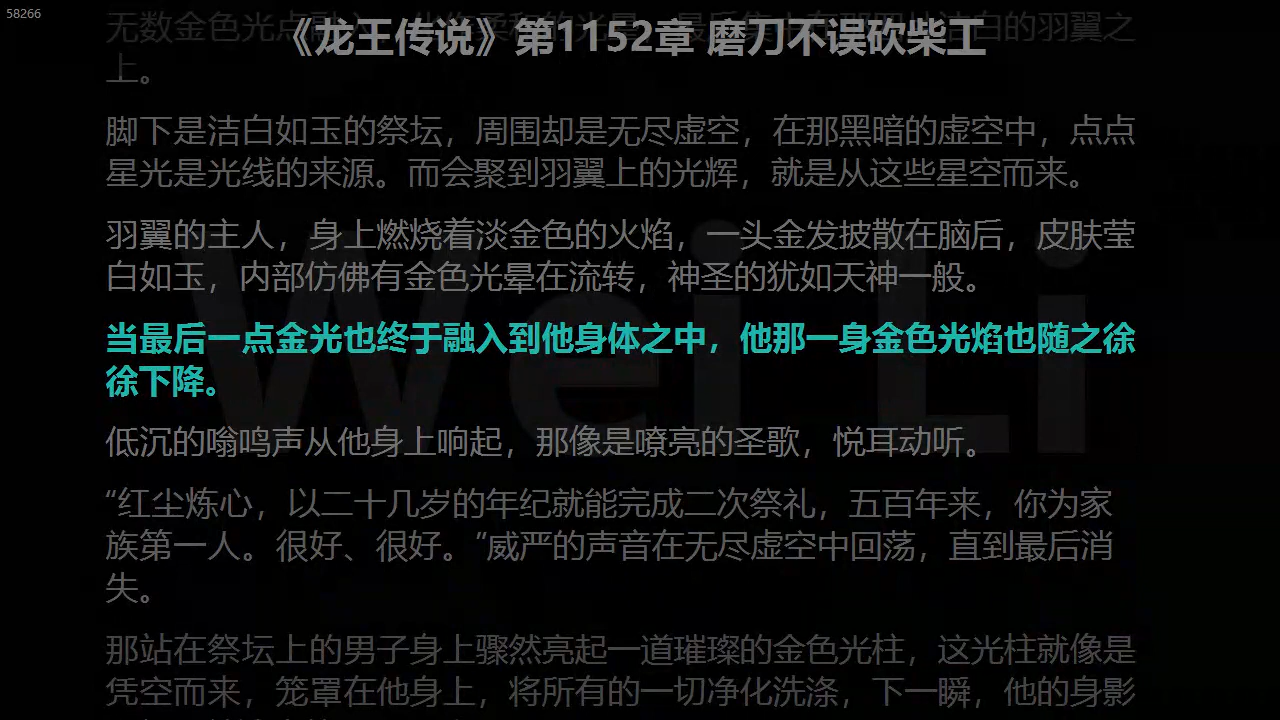 58266
《龙王传说》第1152章 磨刀不误砍柴工
无数金色光点融入
白的羽翼之
上。
脚下是洁白如玉的祭坛，周围却是无尽虚空，在那黑暗的虚空中，点点
星光是光线的来源。而会聚到羽翼上的光辉，就是从这些星空而来。
羽翼的主人，身上燃烧着淡金色的火焰，一头金发披散在脑后，皮肤莹
白如玉，内部仿佛有金色光晕在流转，神圣的犹如天神一般。
当最后一点金光也终于融入到他身体之中，他那一身金色光焰也随之徐
徐下降。
低沉的嗡鸣声从他身上响起，那像是嘹亮的圣歌，悦耳动听。
“红尘炼心，以二十几岁的年纪就能完成二次祭礼，五百年来，你为家
族第一人。很好、很好。”威严的声音在无尽虚空中回荡，直到最后消
失。
那站在祭坛上的男子身上骤然亮起一道璀璨的金色光柱，这光柱就像是
凭空而来，笼罩在他身上，将所有的一切净化洗涤，下一瞬，他的身影
Wei Li